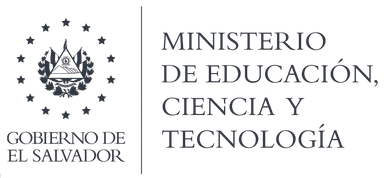 GOBIERNO DE
EL SALVADOR
MINISTERIO
DE EDUCACIÓN,
CIENCIA Y
TECNOLOGÍA